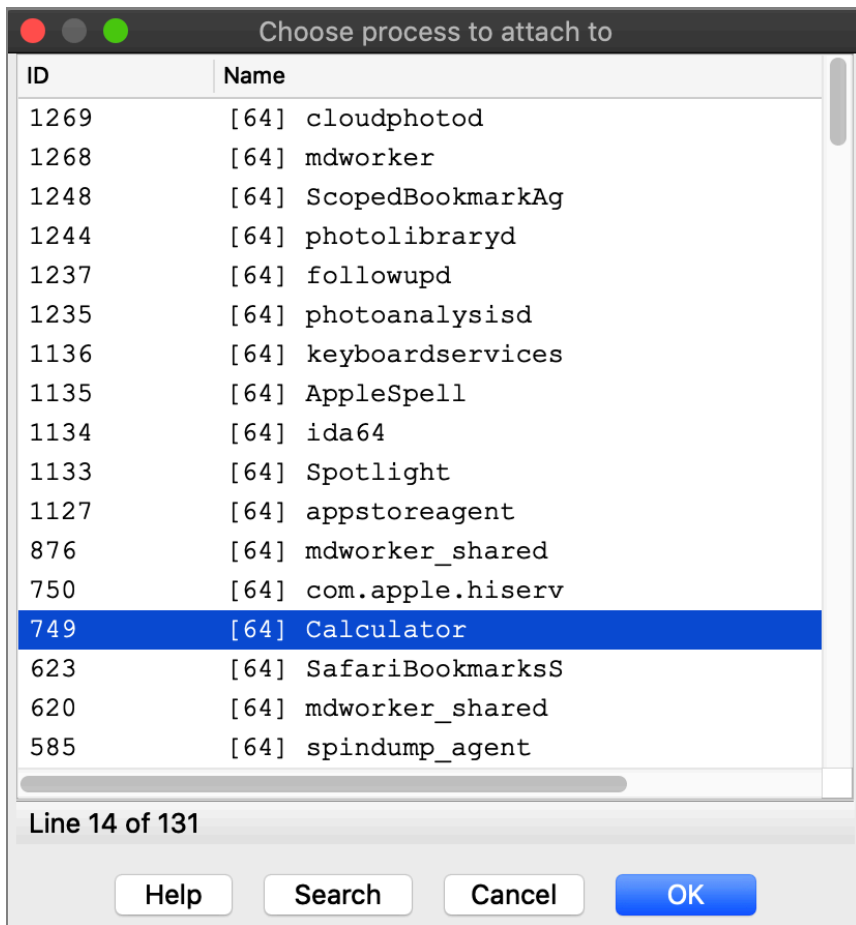 Choose process to attach to
ID Name
1269 [64] cloudphotod
1268 [64] mdworker
1248 [64] ScopedBookmarkAg
1244 [64] photolibraryd
1237 [64] followupd
1235 [64] photoanalysisd
1136 [64] keyboardservices
1135 [64] AppleSpell
1134 [64] ida64
1133 [64] Spotlight
1127 [64] appstoreagent
876 [64] mdworker_shared
750 [64] com.apple.hiserv
749 [64] Calculator
623 [64] SafariBookmarksS
620 [64] mdworker_shared
585 [64] spindump_agent
Line 14 of 131
Help Search Cancel OK